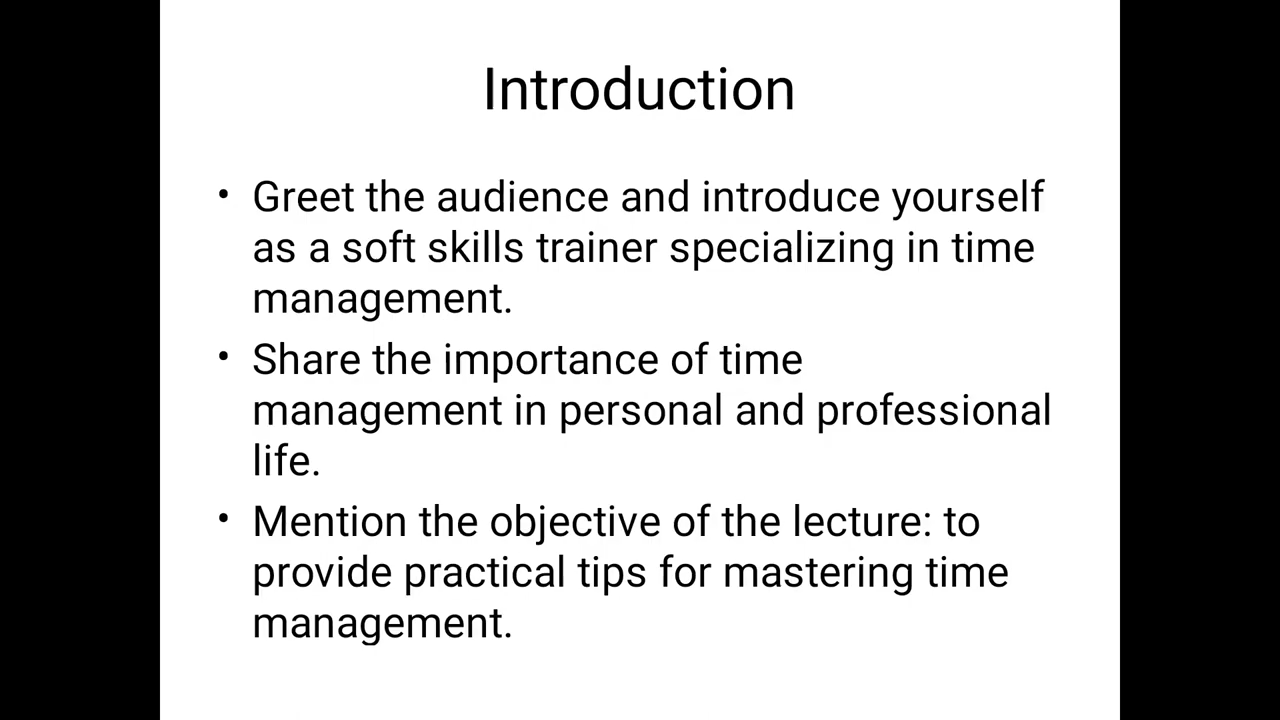 Introduction
• Greet the audience and introduce yourself
as a soft skills trainer specializing in time
management.
• Share the importance of time
management in personal and professional
life.
• Mention the objective of the lecture: to
provide practical tips for mastering time
management.